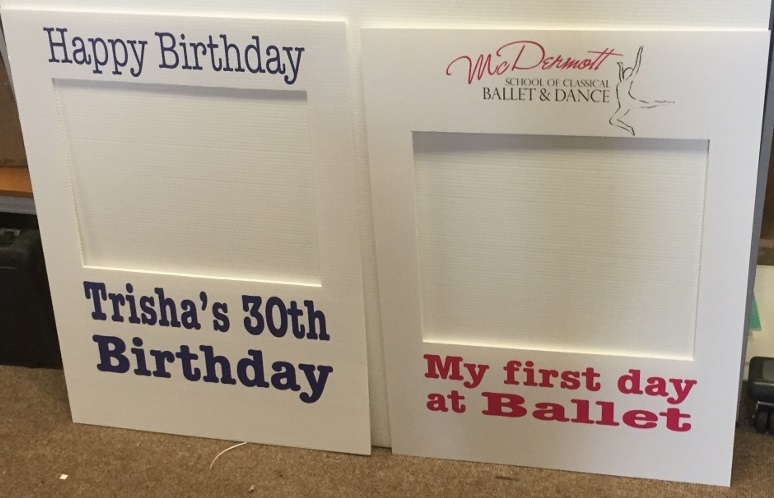 Happy Birthday
Trisha's 30th
Birthday
McDermott
SCHOOL OF CLASSICAL
BALLET & DANCE
My first day
at Ballet